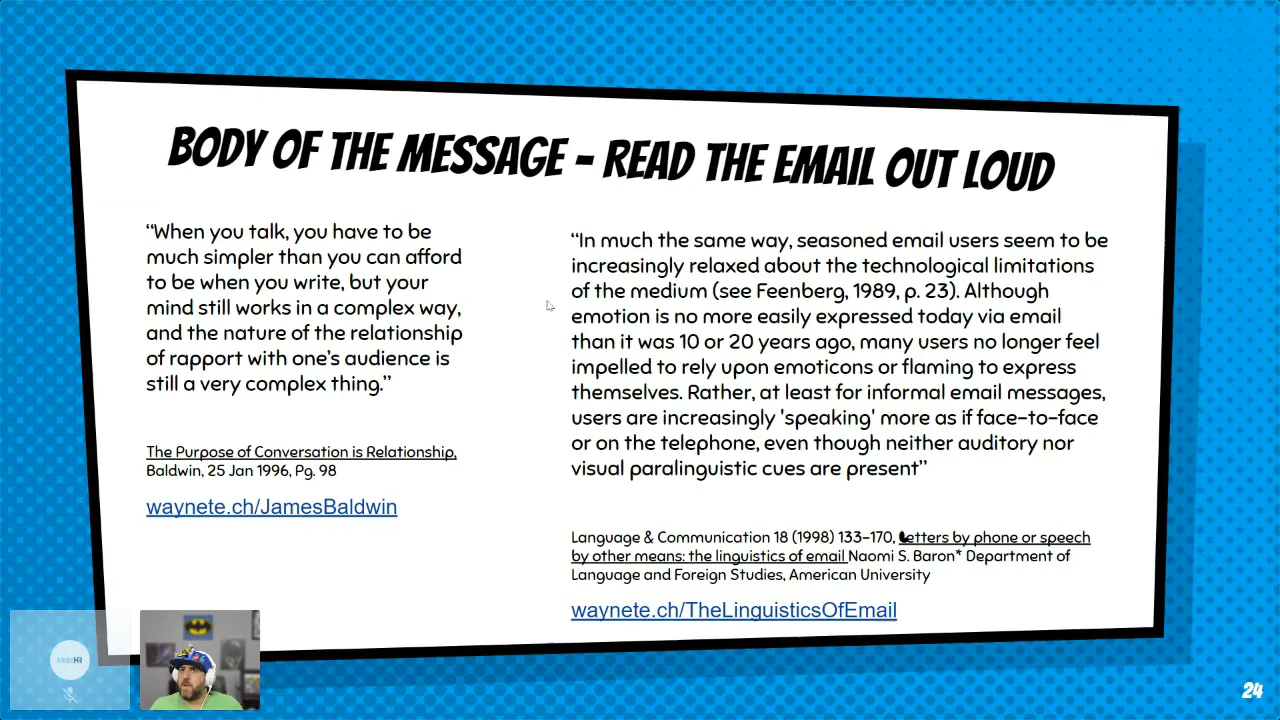 BODY OF THE MESSAGE - READ THE EMAIL OUT LOUD
“When you talk, you have to be
much simpler than you can afford
to be when you write, but your
mind still works in a complex way,
and the nature of the relationship
of rapport with one’s audience is
still a very complex thing.”
The Purpose of Conversation is Relationship,
Baldwin, 25 Jan 1996, Pg. 98
waynete.ch/JamesBaldwin
“In much the same way, seasoned email users seem to be
increasingly relaxed about the technological limitations
of the medium (see Feenberg, 1989, p. 23). Although
emotion is no more easily expressed today via email
than it was 10 or 20 years ago, many users no longer feel
impelled to rely upon emoticons or flaming to express
themselves. Rather, at least for informal email messages,
users are increasingly 'speaking' more as if face-to-face
or on the telephone, even though neither auditory nor
visual paralinguistic cues are present”
Language & Communication 18 (1998) 133-170, Letters by phone or speech
by other means: the linguistics of email Naomi S. Baron* Department of
Language and Foreign Studies, American University
waynete.ch/TheLinguisticsOfEmail
24